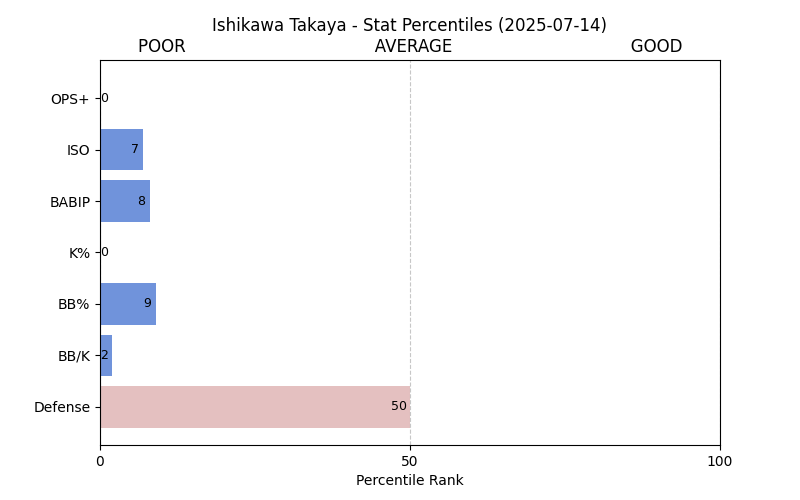 Ishikawa Takaya - Stat Percentiles (2025-07-14)
POOR AVERAGE GOOD
OPS+ 0
ISO 7
BABIP 8
K% 0
BB% 9
BB/K 2
Defense 50
0 50 100
Percentile Rank